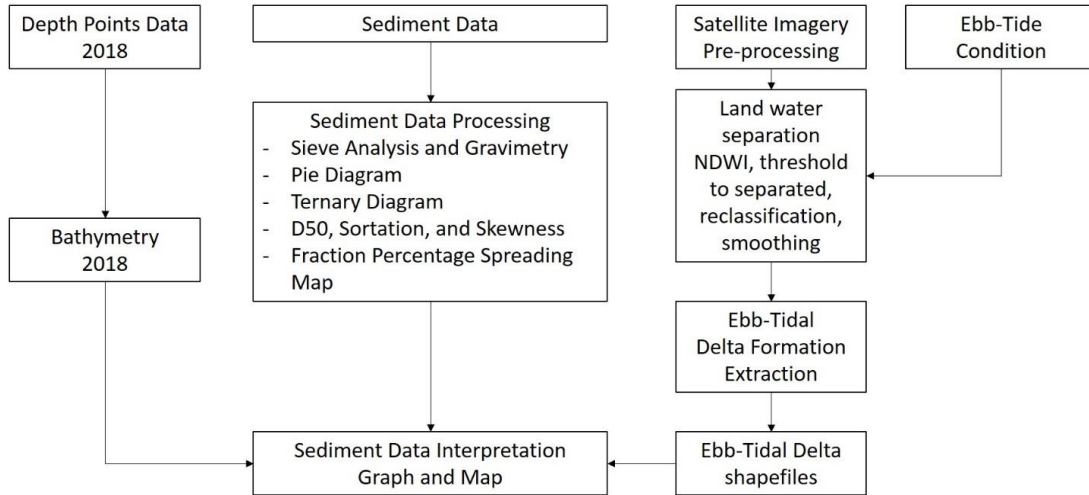 Depth Points Data
2018
Sediment Data
Satellite Imagery
Pre-processing
Ebb-Tide
Condition
Sediment Data Processing
- Sieve Analysis and Gravimetry
- Pie Diagram
- Ternary Diagram
- D50, Sortation, and Skewness
- Fraction Percentage Spreading
Map
Land water
separation
NDWI, threshold
to separated,
reclassification,
smoothing
Bathymetry
2018
Ebb-Tidal
Delta Formation
Extraction
Sediment Data Interpretation
Graph and Map
Ebb-Tidal Delta
shapefiles